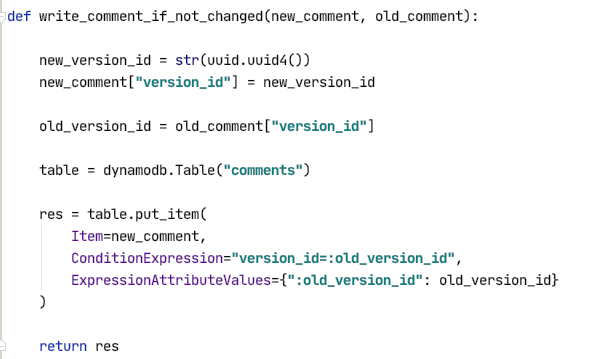 def write_comment_if_not_changed(new_comment, old_comment):
    new_version_id = str(uuid.uuid4())
    new_comment["version_id"] = new_version_id
    old_version_id = old_comment["version_id"]
    table = dynamodb.Table("comments")
    res = table.put_item(
        Item=new_comment,
        ConditionExpression="version_id=:old_version_id",
        ExpressionAttributeValues={":old_version_id": old_version_id}
    )
    return res